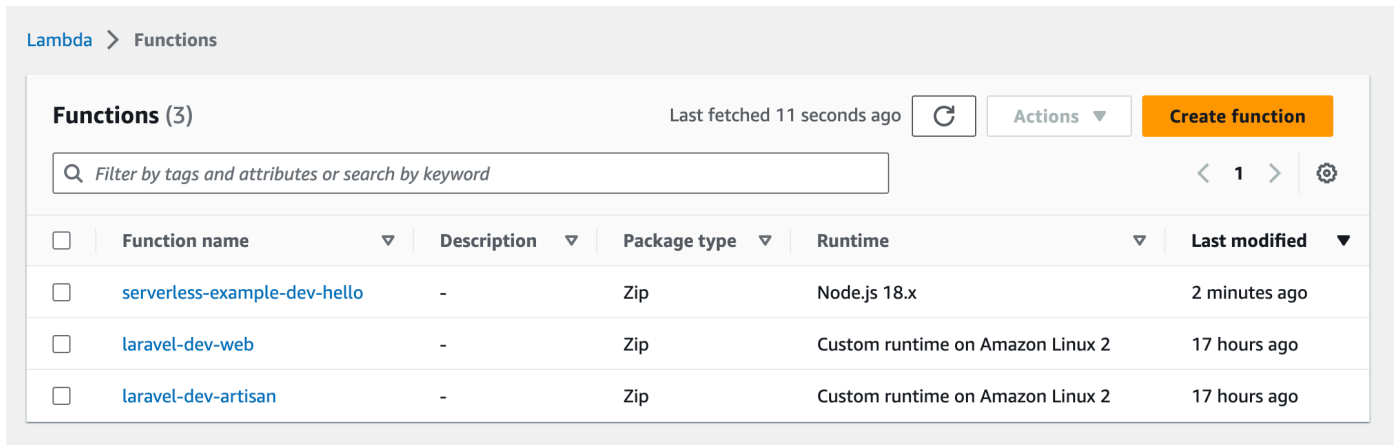 Lambda > Functions
Functions (3) Last fetched 11 seconds ago Actions Create function
Filter by tags and attributes or search by keyword 1
Function name Description Package type Runtime Last modified
serverless-example-dev-hello - Zip Node.js 18.x 2 minutes ago
laravel-dev-web - Zip Custom runtime on Amazon Linux 2 17 hours ago
laravel-dev-artisan - Zip Custom runtime on Amazon Linux 2 17 hours ago